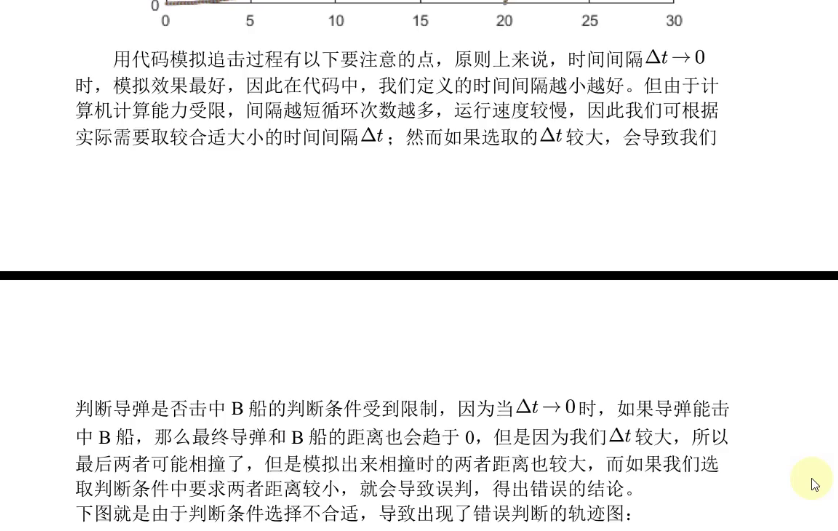 0
0 5 10 15 20 25 30
用代码模拟追击过程有以下要注意的点，原则上来说，时间间隔Δt→0
时，模拟效果最好，因此在代码中，我们定义的时间间隔越小越好。但由于计
算机计算能力受限，间隔越短循环次数越多，运行速度较慢，因此我们可根据
实际需要取较合适大小的时间间隔Δt；然而如果选取的Δt较大，会导致我们
判断导弹是否击中 B 船的判断条件受到限制，因为当Δt→0时，如果导弹能击
中 B 船，那么最终导弹和 B 船的距离也会趋于 0，但是因为我们Δt较大，所以
最后两者可能相撞了，但是模拟出来相撞时的两者距离也较大，而如果我们选
取判断条件中要求两者距离较小，就会导致误判，得出错误的结论。
下图就是由于判断条件选择不合适，导致出现了错误判断的轨迹图：